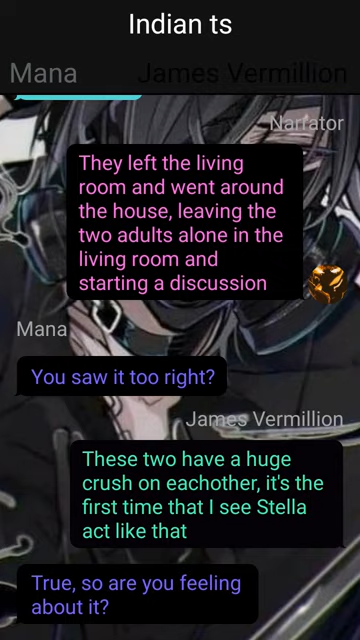 Indian ts
Mana James Vermillion
Narrator
They left the living
room and went around
the house, leaving the
two adults alone in the
living room and
starting a discussion
Mana
You saw it too right?
James Vermillion
These two have a huge
crush on eachother, it's the
first time that I see Stella
act like that
True, so are you feeling
about it?